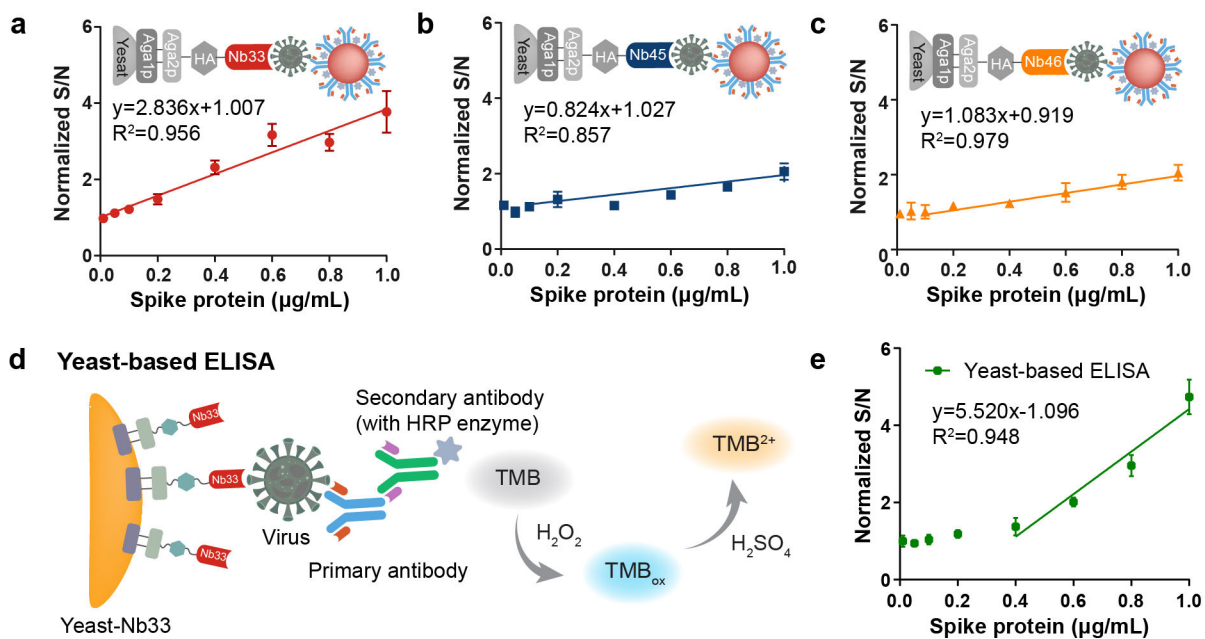 a
Yesat
Aga1p
Aga2p
HA
Nb33
y=2.836x+1.007
R²=0.956
Normalized S/N
6
4
2
0
0.0 0.2 0.4 0.6 0.8 1.0
Spike protein (µg/mL)
b
Yeast
Aga1p
Aga2p
HA
Nb45
y=0.824x+1.027
R²=0.857
Normalized S/N
6
4
2
0
0.0 0.2 0.4 0.6 0.8 1.0
Spike protein (µg/mL)
c
Yeast
Aga1p
Aga2p
HA
Nb46
y=1.083x+0.919
R²=0.979
Normalized S/N
6
4
2
0
0.0 0.2 0.4 0.6 0.8 1.0
Spike protein (µg/mL)
d Yeast-based ELISA
Nb33
Nb33
Nb33
Yeast-Nb33
Virus
Primary antibody
Secondary antibody
(with HRP enzyme)
TMB
H₂O₂
TMBox
H₂SO₄
TMB²⁺
e
Yeast-based ELISA
y=5.520x-1.096
R²=0.948
Normalized S/N
6
4
2
0
0.0 0.2 0.4 0.6 0.8 1.0
Spike protein (µg/mL)